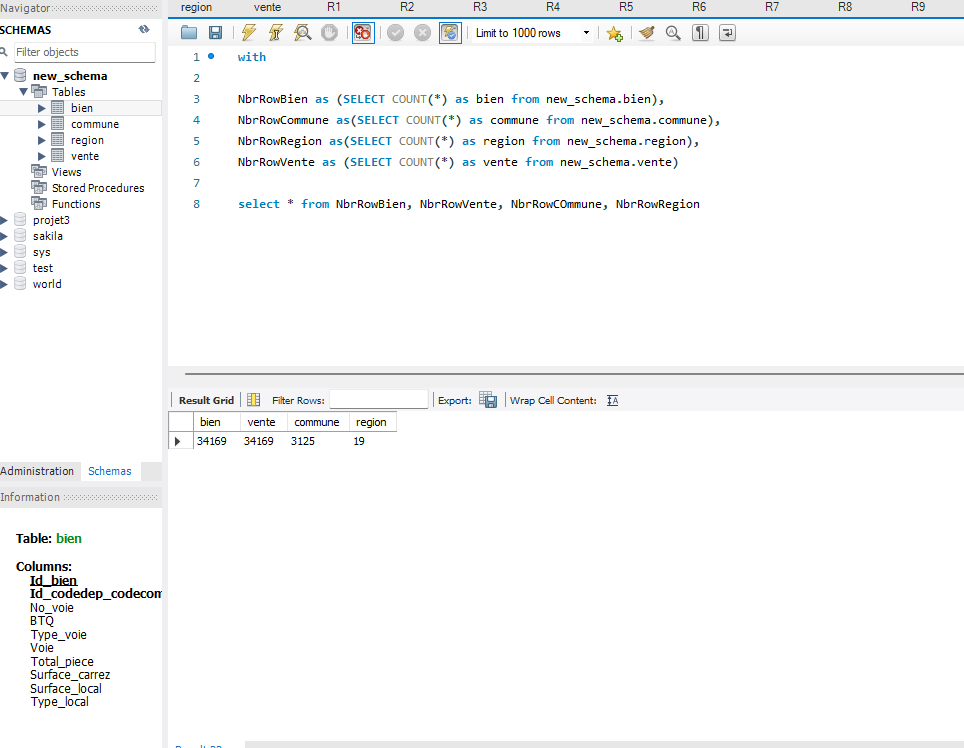 Navigator
region vente R1 R2 R3 R4 R5 R6 R7 R8 R9
SCHEMAS
Limit to 1000 rows
Filter objects
new_schema
Tables
bien
commune
region
vente
Views
Stored Procedures
Functions
projet3
sakila
sys
test
world
1 with
2
3 NbrRowBien as (SELECT COUNT(*) as bien from new_schema.bien),
4 NbrRowCommune as(SELECT COUNT(*) as commune from new_schema.commune),
5 NbrRowRegion as(SELECT COUNT(*) as region from new_schema.region),
6 NbrRowVente as (SELECT COUNT(*) as vente from new_schema.vente)
7
8 select * from NbrRowBien, NbrRowVente, NbrRowCOmmune, NbrRowRegion
Result Grid Filter Rows: Export: Wrap Cell Content:
bien vente commune region
34169 34169 3125 19
Administration Schemas
Information
Table: bien
Columns:
Id_bien
Id_codedep_codecom
No_voie
BTQ
Type_voie
Voie
Total_piece
Surface_carrez
Surface_local
Type_local